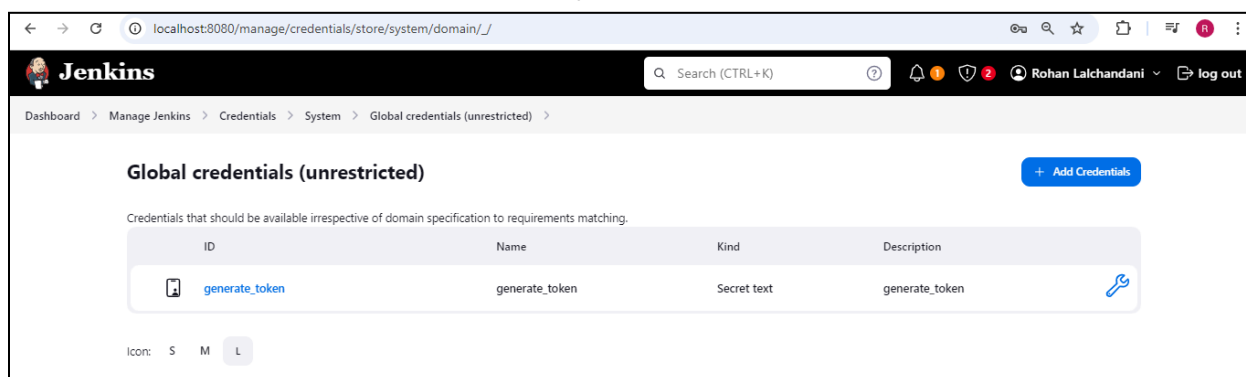 localhost:8080/manage/credentials/store/system/domain/_/
R
Jenkins
Search (CTRL+K)
?
1
2
Rohan Lalchandani
log out
Dashboard > Manage Jenkins > Credentials > System > Global credentials (unrestricted) >
Global credentials (unrestricted)
+ Add Credentials
Credentials that should be available irrespective of domain specification to requirements matching.
ID Name Kind Description
generate_token generate_token Secret text generate_token
Icon: S M L